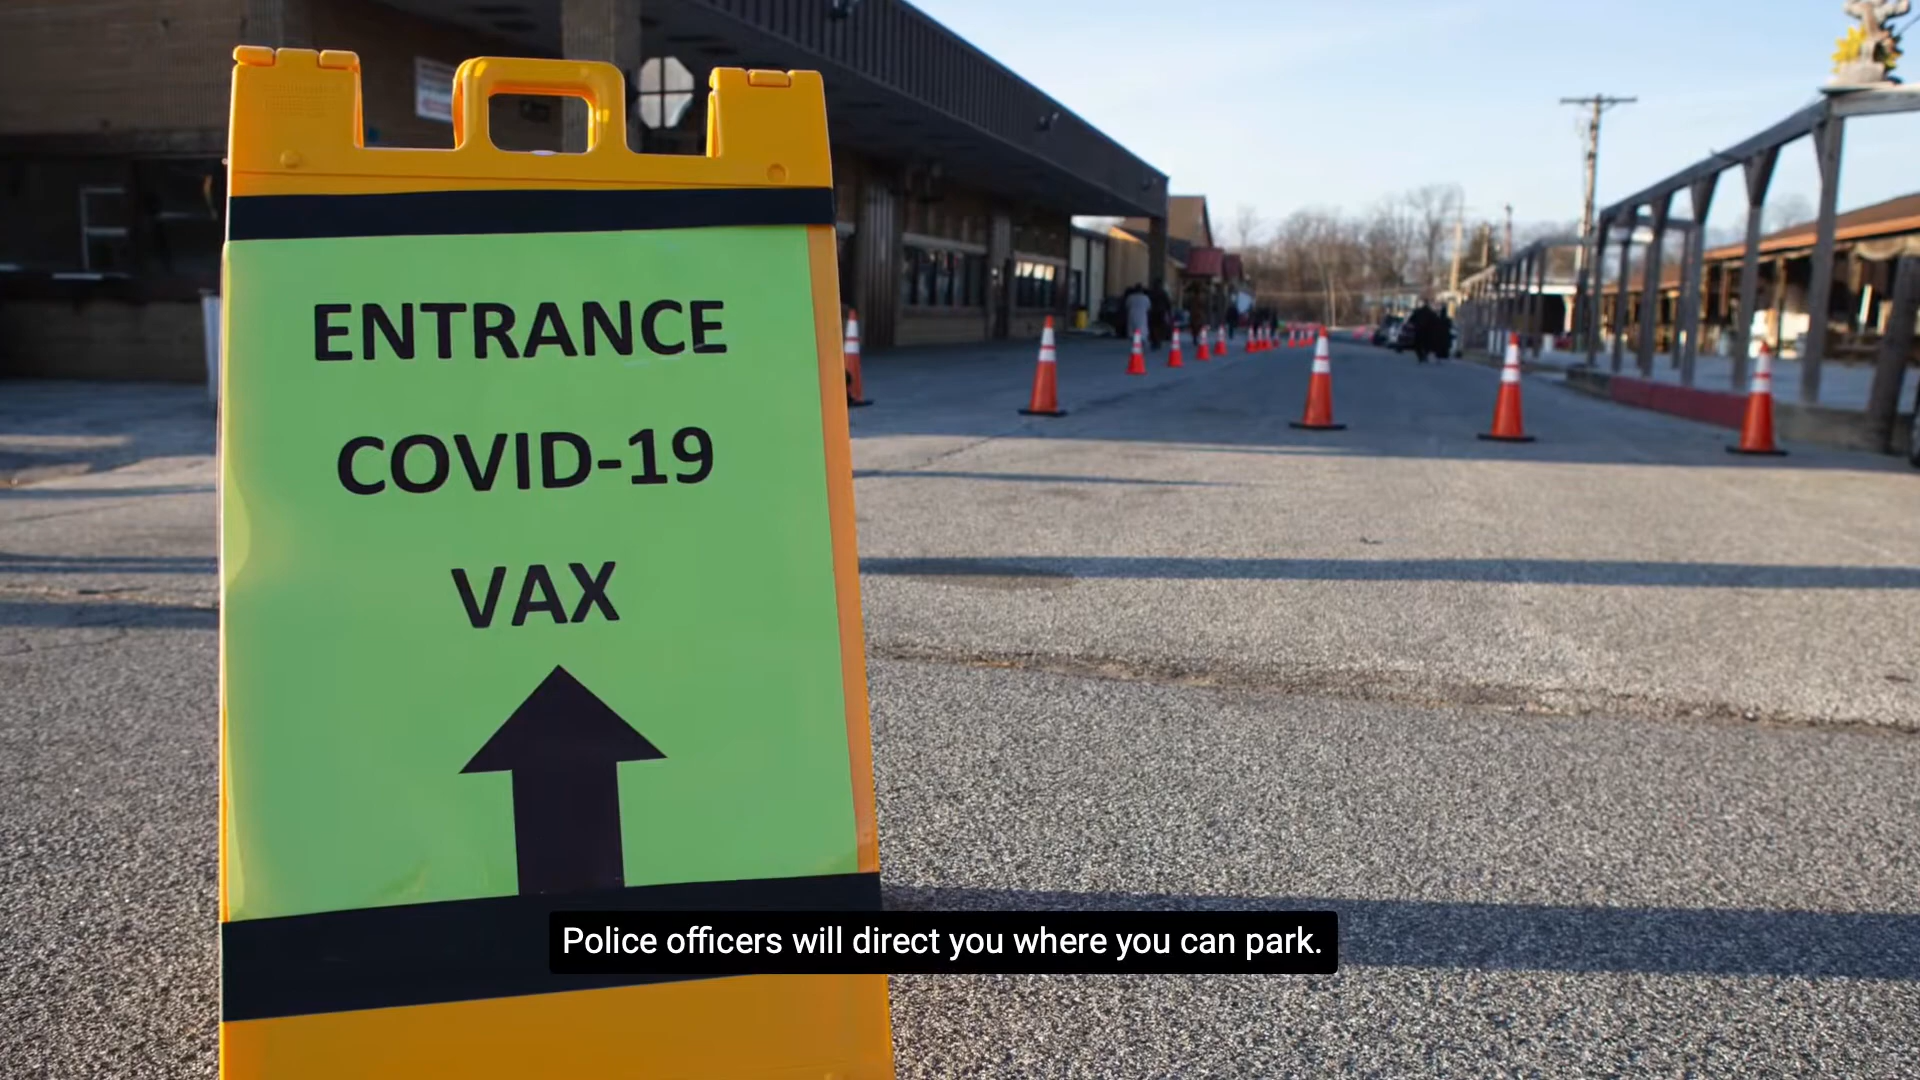 ENTRANCE
COVID-19
VAX
Police officers will direct you where you can park.